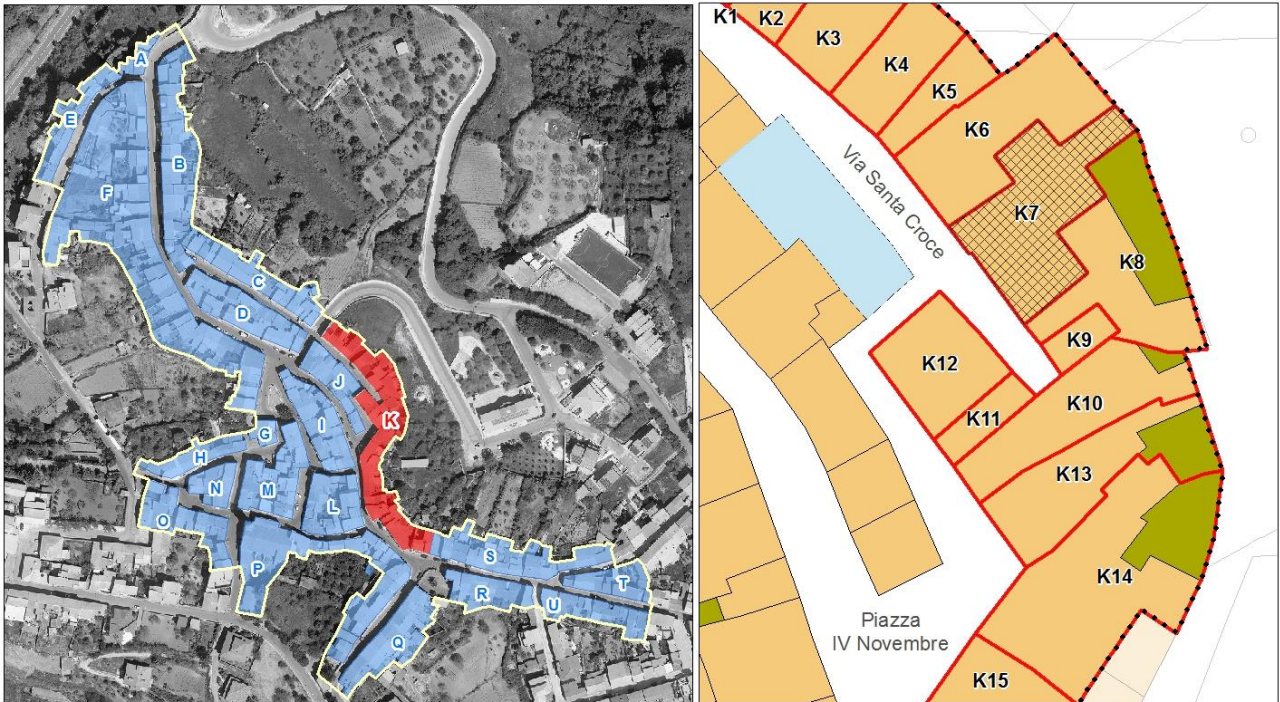 A
E
B
F
C
D
J
K
I
G
H
M
N
L
O
S
P
T
R
U
Q
K1
K2
K3
K4
K5
K6
Via Santa Croce
K7
K8
K9
K12
K10
K11
K13
K14
Piazza
IV Novembre
K15